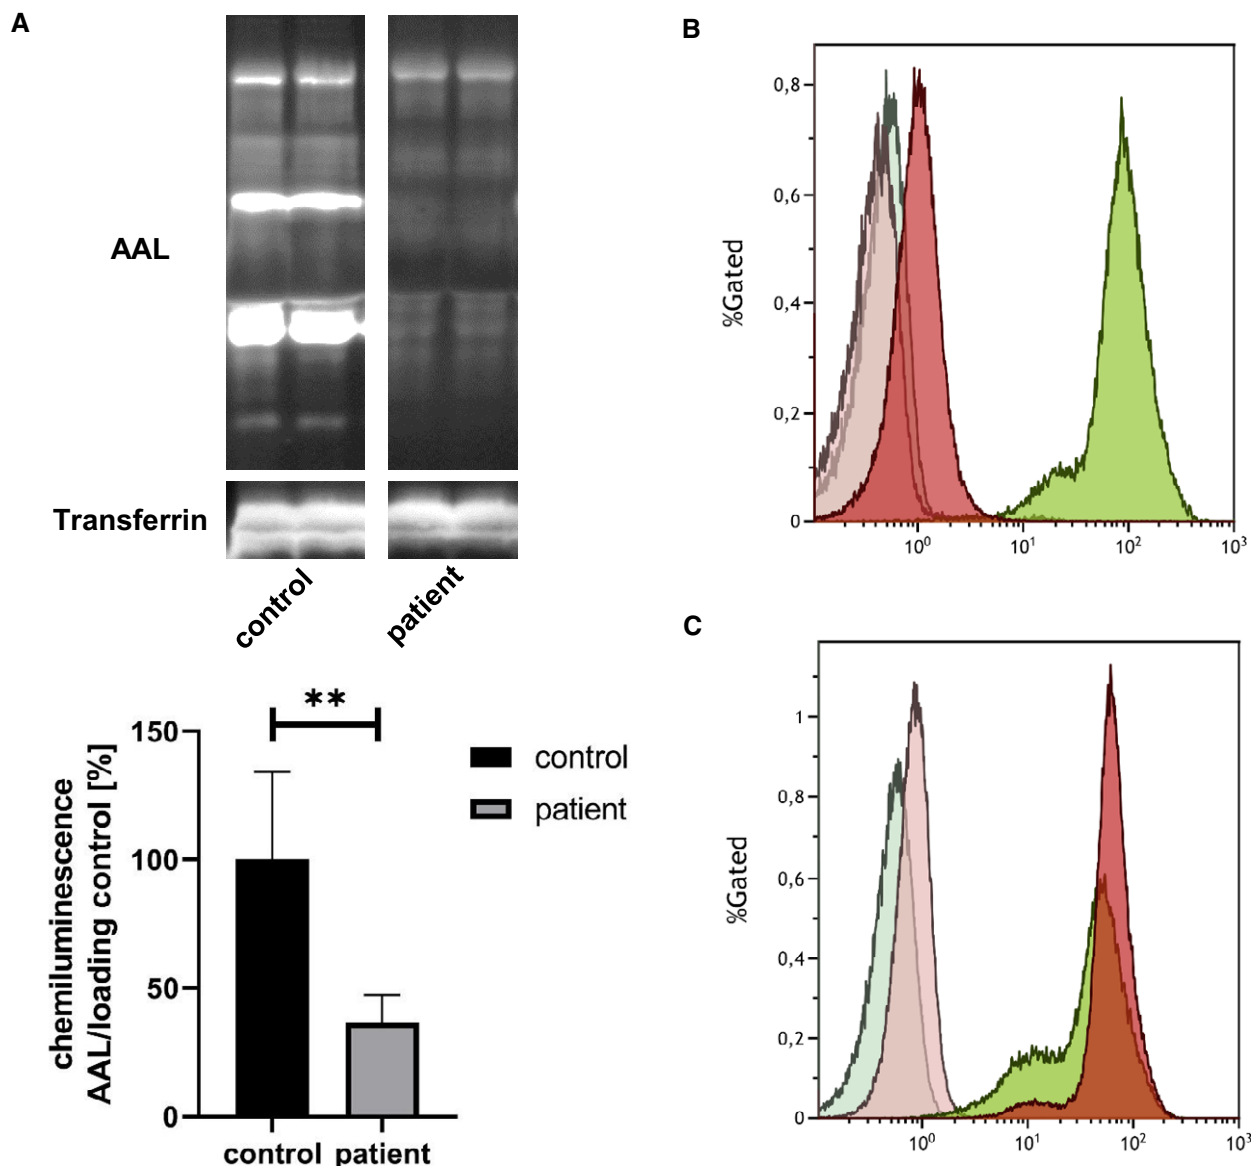 A
AAL
Transferrin
control
patient
**
150
100
50
0
chemiluminescence
AAL/loading control [%]
control
patient
control patient
B
0,8
0,6
0,4
0,2
0
%Gated
10⁰
10¹
10²
10³
C
1
0,8
0,6
0,4
0,2
0
%Gated
10⁰
10¹
10²
10³